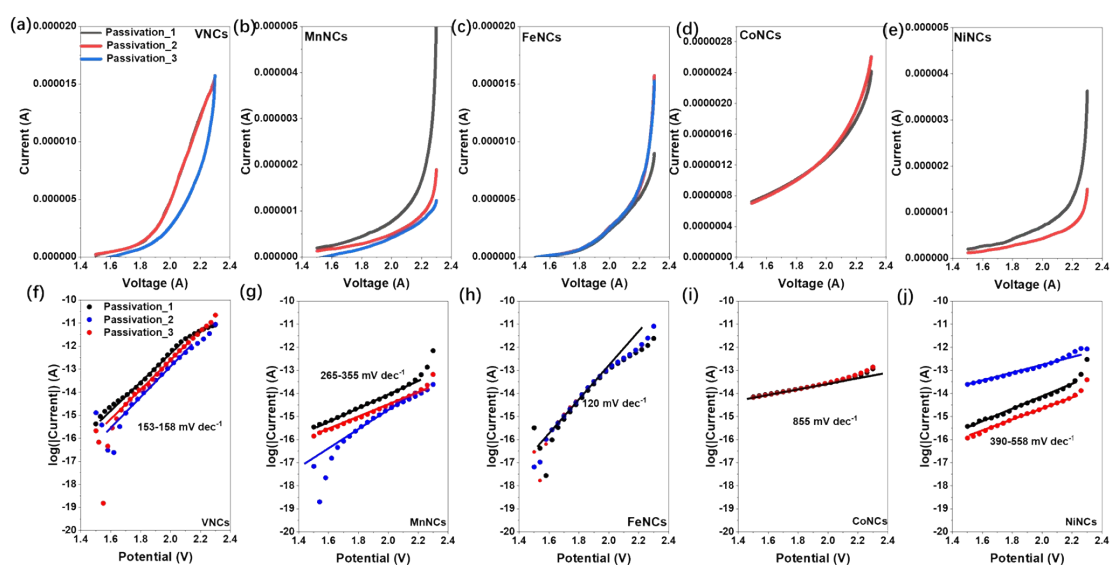 (a)
Passivation_1
Passivation_2
Passivation_3
VNCs
0.000020
0.000015
0.000010
0.000005
0.000000
Current (A)
1.4 1.6 1.8 2.0 2.2 2.4
Voltage (A)
(b)
MnNCs
0.000005
0.000004
0.000003
0.000002
0.000001
0.000000
Current (A)
1.4 1.6 1.8 2.0 2.2 2.4
Voltage (A)
(c)
FeNCs
0.000020
0.000015
0.000010
0.000005
0.000000
Current (A)
1.4 1.6 1.8 2.0 2.2 2.4
Voltage (A)
(d)
CoNCs
0.0000028
0.0000024
0.0000020
0.0000016
0.0000012
0.0000008
0.0000004
0.0000000
Current (A)
1.4 1.6 1.8 2.0 2.2 2.4
Voltage (A)
(e)
NiNCs
0.000005
0.000004
0.000003
0.000002
0.000001
0.000000
Current (A)
1.4 1.6 1.8 2.0 2.2 2.4
Voltage (A)
(f)
Passivation_1
Passivation_2
Passivation_3
-10
-11
-12
-13
-14
-15
-16
-17
-18
-19
-20
log(|Current|) (A)
153-158 mV dec-1
VNCs
1.4 1.6 1.8 2.0 2.2 2.4
Potential (V)
(g)
-10
-11
-12
-13
-14
-15
-16
-17
-18
-19
-20
log(|Current|) (A)
265-355 mV dec-1
MnNCs
1.4 1.6 1.8 2.0 2.2 2.4
Potential (V)
(h)
-10
-11
-12
-13
-14
-15
-16
-17
-18
-19
-20
log(|Current|) (A)
120 mV dec-1
FeNCs
1.4 1.6 1.8 2.0 2.2 2.4
Potential (V)
(i)
-10
-11
-12
-13
-14
-15
-16
-17
-18
-19
-20
log(|Current|) (A)
855 mV dec-1
CoNCs
1.4 1.6 1.8 2.0 2.2 2.4
Potential (V)
(j)
-10
-11
-12
-13
-14
-15
-16
-17
-18
-19
-20
log(|Current|) (A)
390-558 mV dec-1
NiNCs
1.4 1.6 1.8 2.0 2.2 2.4
Potential (V)